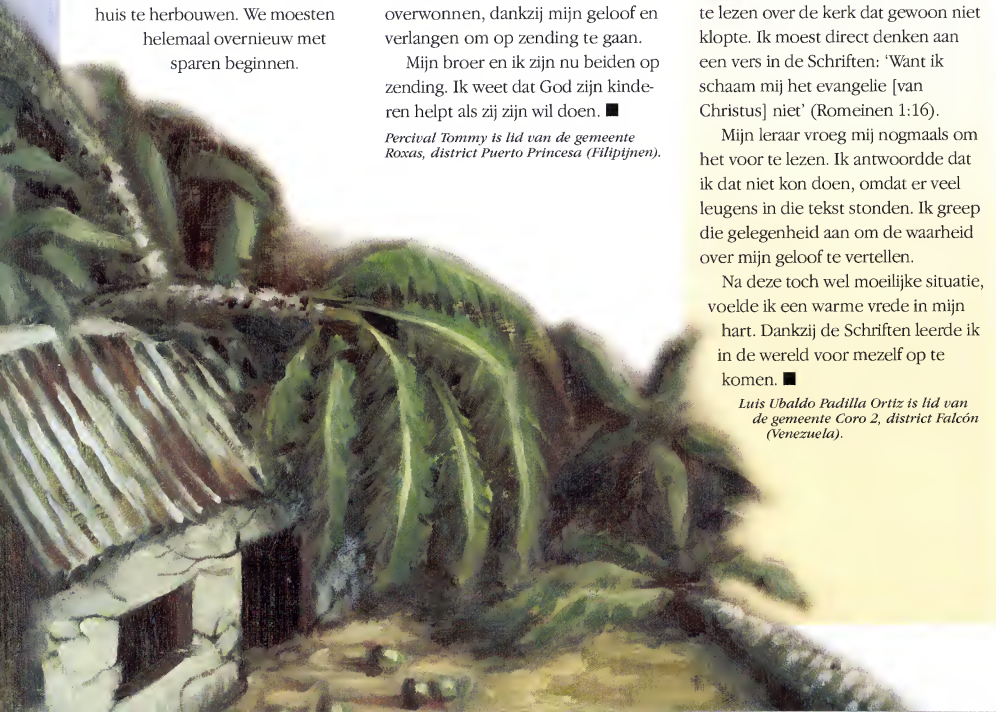 huis te herbouwen. We moesten
helemaal overnieuw met
sparen beginnen.
overwonnen, dankzij mijn geloof en
verlangen om op zending te gaan.
Mijn broer en ik zijn nu beiden op
zending. Ik weet dat God zijn kinde-
ren helpt als zij zijn wil doen. ■
Percival Tommy is lid van de gemeente
Roxas, district Puerto Princesa (Filipijnen).
te lezen over de kerk dat gewoon niet
klopte. Ik moest direct denken aan
een vers in de Schriften: ‘Want ik
schaam mij het evangelie [van
Christus] niet’ (Romeinen 1:16).
Mijn leraar vroeg mij nogmaals om
het voor te lezen. Ik antwoordde dat
ik dat niet kon doen, omdat er veel
leugens in die tekst stonden. Ik greep
die gelegenheid aan om de waarheid
over mijn geloof te vertellen.
Na deze toch wel moeilijke situatie,
voelde ik een warme vrede in mijn
hart. Dankzij de Schriften leerde ik
in de wereld voor mezelf op te
komen. ■
Luis Ubaldo Padilla Ortiz is lid van
de gemeente Coro 2, district Falcón
(Venezuela).